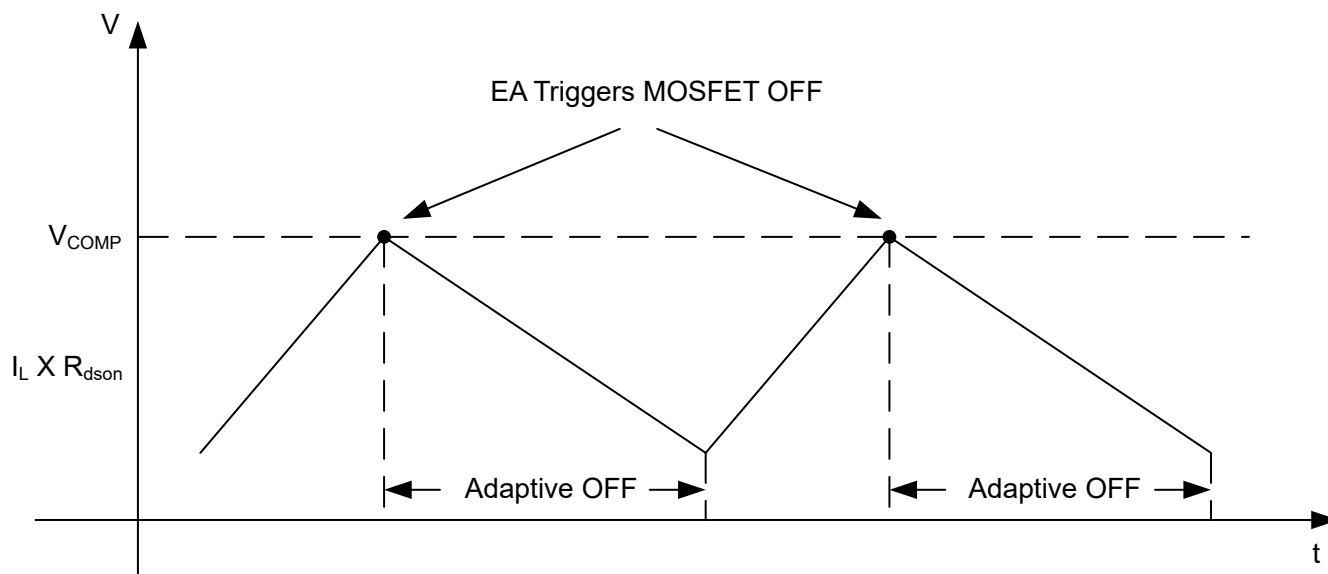 V
EA Triggers MOSFET OFF
VCOMP
IL X Rdson
Adaptive OFF
Adaptive OFF
t